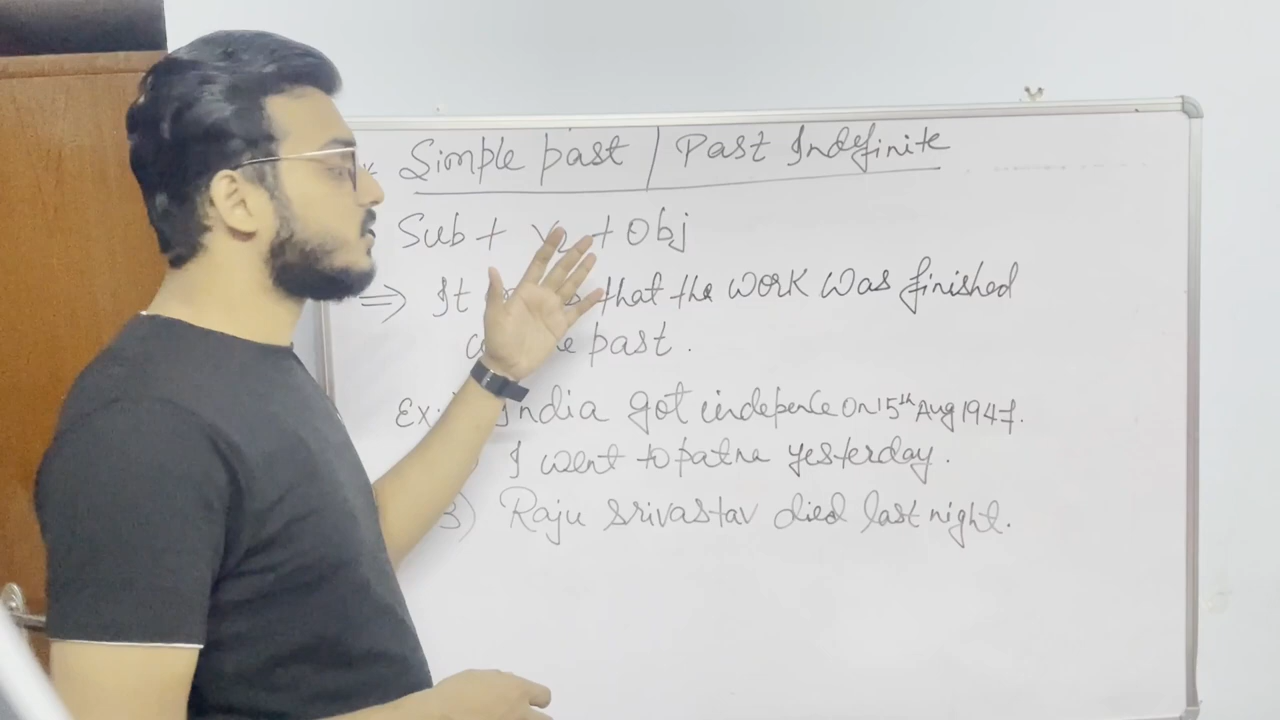 * Simple past / Past Indefinite
Sub + V2 + Obj
⇒ It that the work was finished
past.
Ex: India got indepence on 15th Aug 1947.
I went to patna yesterday.
3) Raju Srivastav died last night.